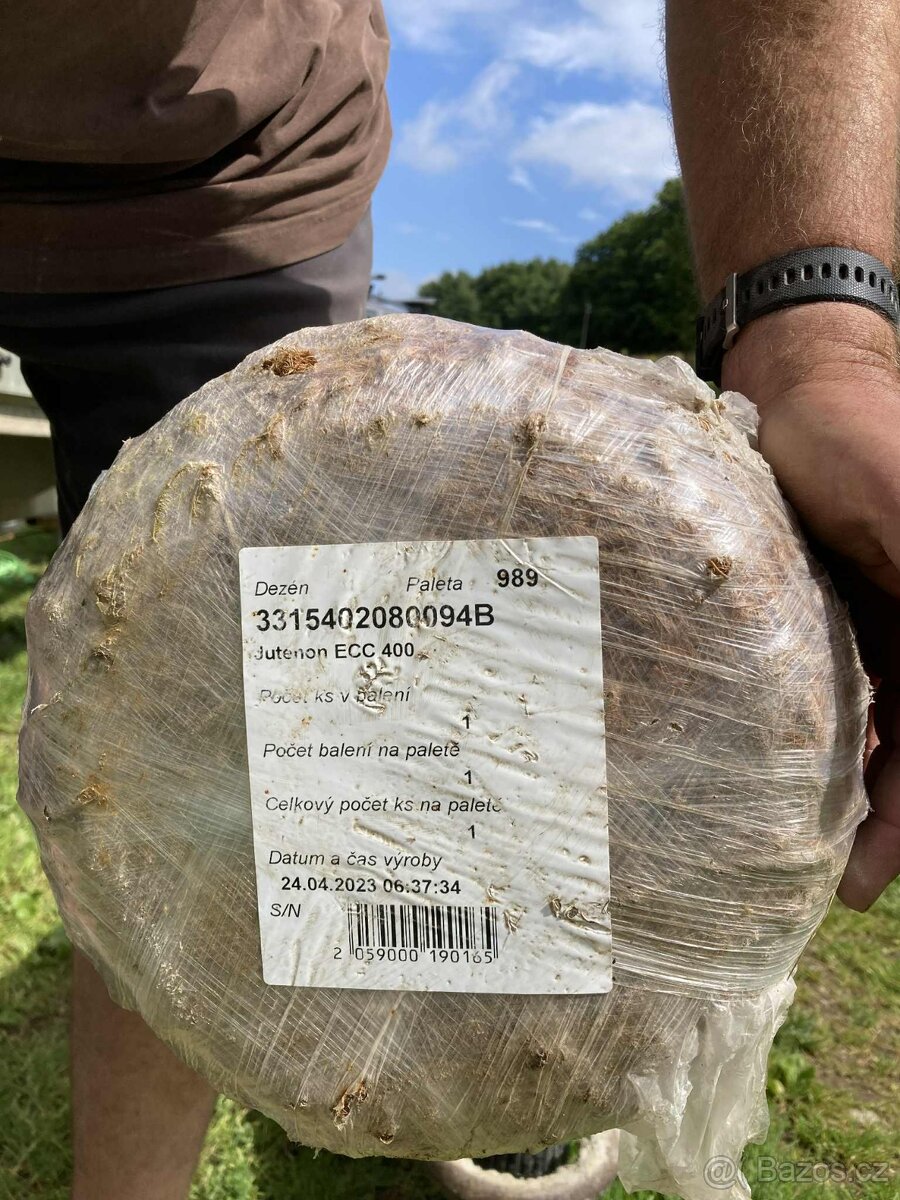 Dezén Paleta 989
3315402080094B
Jutenon ECC 400
Počet ks v balení
1
Počet balení na paletě
1
Celkový počet ks na paletě
1
Datum a čas výroby
24.04.2023 06:37:34
S/N
2 059000 190165
@ Bazos.cz